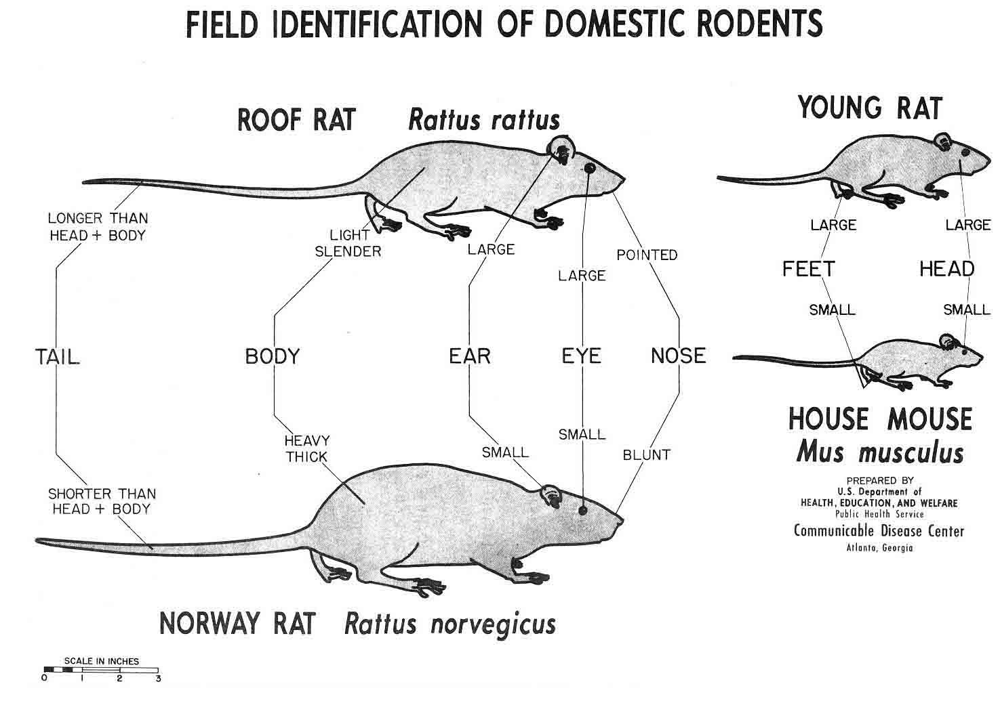 FIELD IDENTIFICATION OF DOMESTIC RODENTS
ROOF RAT Rattus rattus
LONGER THAN
HEAD + BODY
LIGHT
SLENDER
LARGE
LARGE
POINTED
TAIL
BODY
EAR
EYE
NOSE
SHORTER THAN
HEAD + BODY
HEAVY
THICK
SMALL
SMALL
BLUNT
NORWAY RAT Rattus norvegicus
SCALE IN INCHES
0 1 2 3
YOUNG RAT
LARGE LARGE
FEET HEAD
SMALL SMALL
HOUSE MOUSE
Mus musculus
PREPARED BY
U.S. Department of
HEALTH, EDUCATION, AND WELFARE
Public Health Service
Communicable Disease Center
Atlanta, Georgia